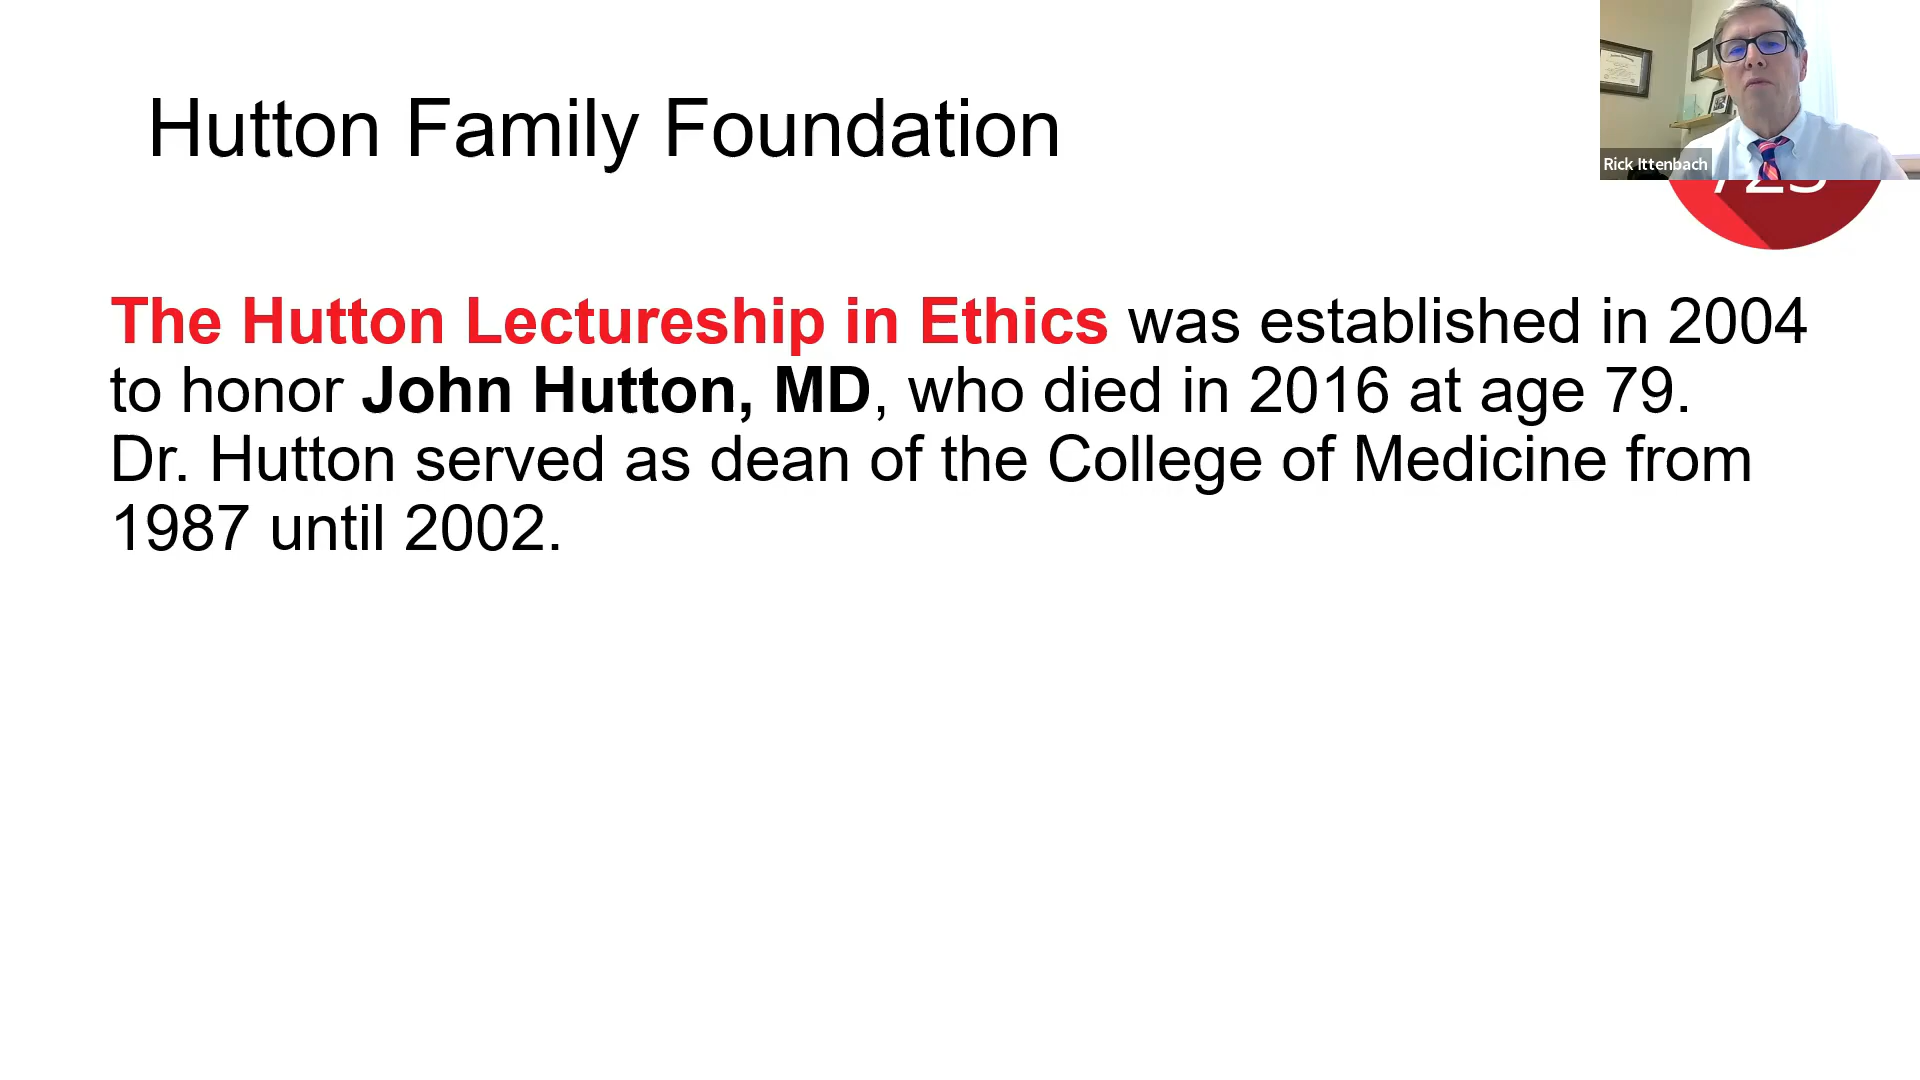 Hutton Family Foundation
Rick Ittenbach
The Hutton Lectureship in Ethics was established in 2004
to honor John Hutton, MD, who died in 2016 at age 79.
Dr. Hutton served as dean of the College of Medicine from
1987 until 2002.